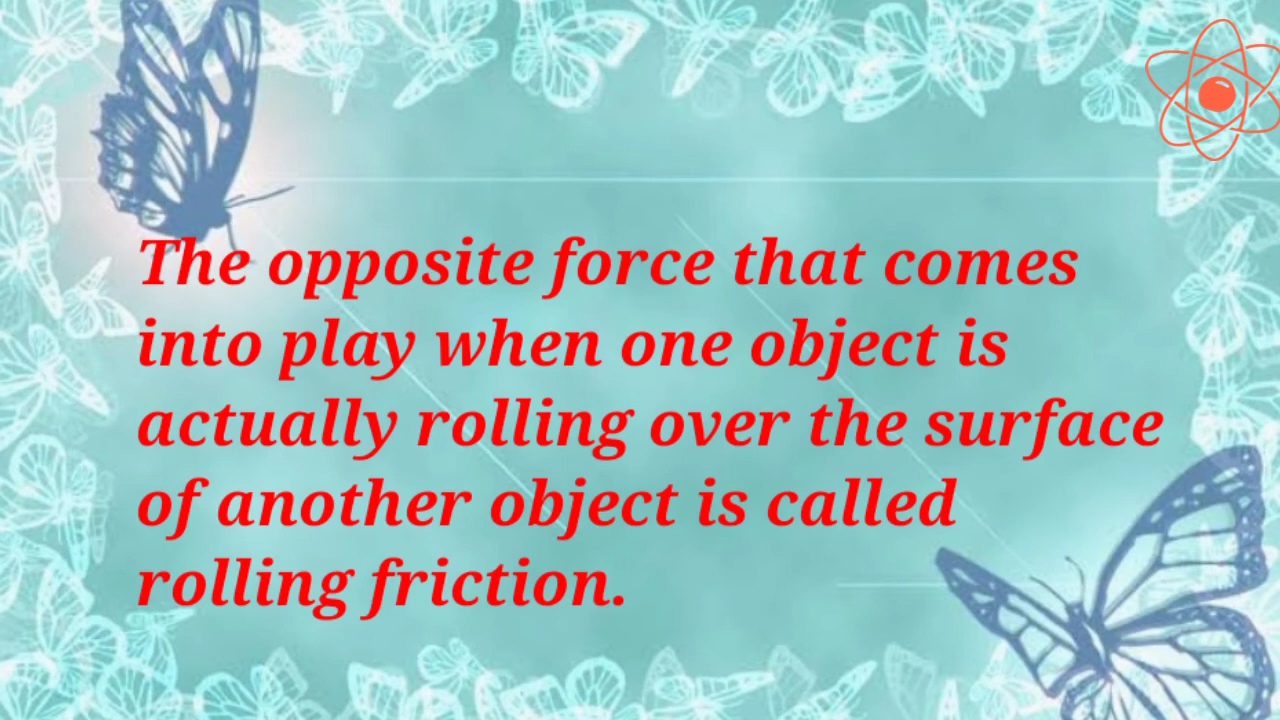 The opposite force that comes
into play when one object is
actually rolling over the surface
of another object is called
rolling friction.